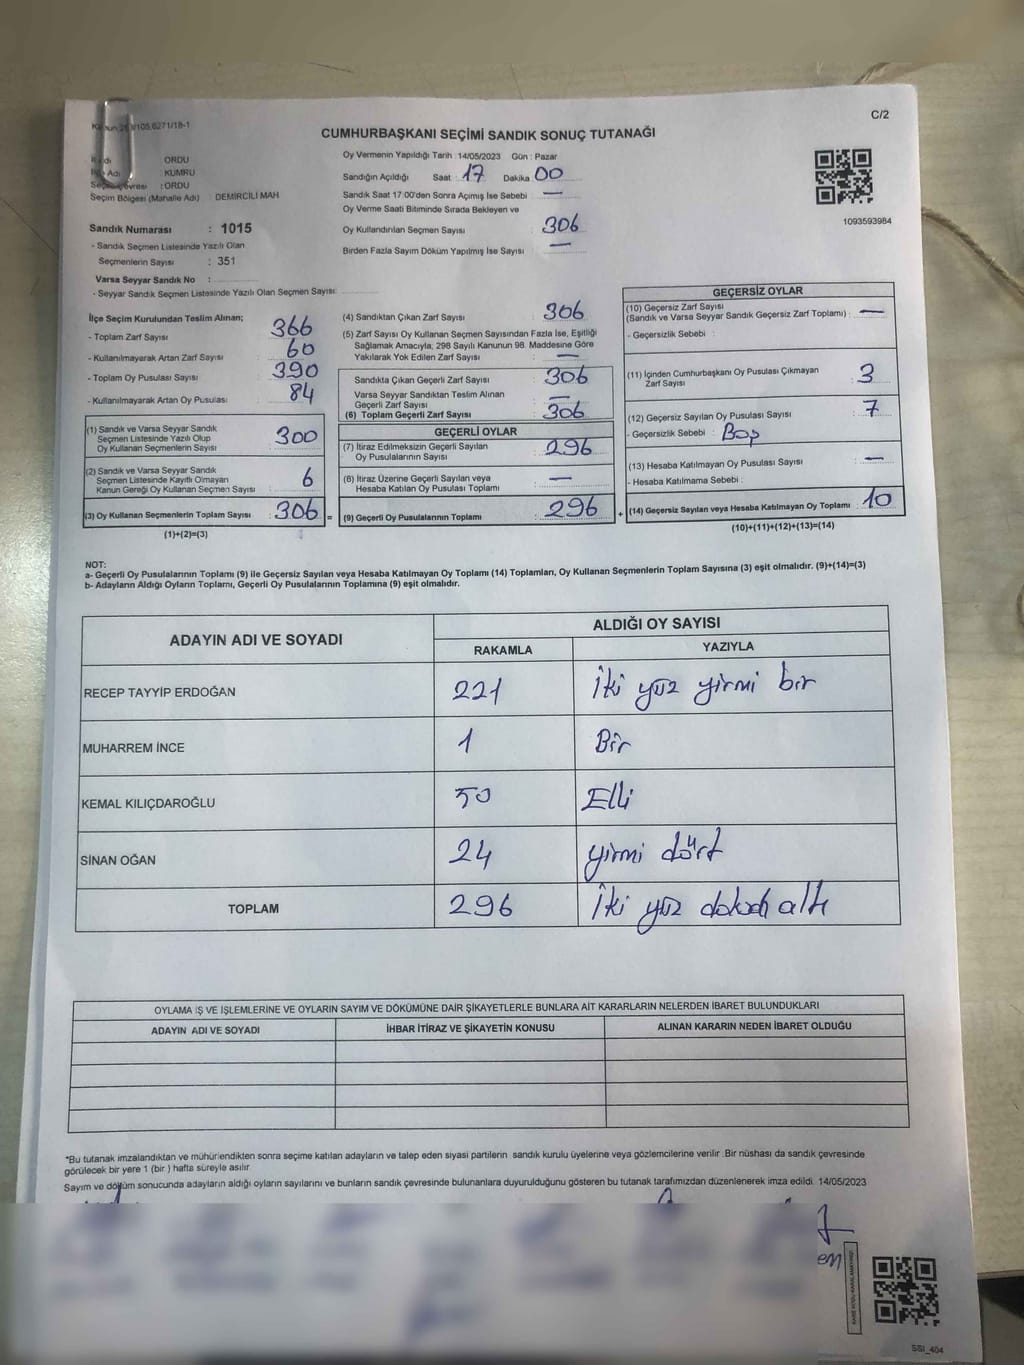 C/2
CUMHURBAŞKANI SEÇİMİ SANDIK SONUÇ TUTANAĞI
ORDU
KUMRU
: ORDU
Seçim Bölgesi (Mahalle Adı) DEMİRCİLİ MAH
Sandık Numarası : 1015
- Sandık Seçmen Listesinde Yazılı Olan
Seçmenlerin Sayısı : 351
Varsa Seyyar Sandık No :
- Seyyar Sandık Seçmen Listesinde Yazılı Olan Seçmen Sayısı:
Oy Vermenin Yapıldığı Tarih :14/05/2023 Gün : Pazar
Sandığın Açıldığı Saat : 17 Dakika : 00
Sandık Saat 17:00'den Sonra Açımış İse Sebebi : —
Oy Verme Saati Bitiminde Sırada Bekleyen ve
Oy Kullandırılan Seçmen Sayısı : 306
Birden Fazla Sayım Döküm Yapılmış İse Sayısı : —
1093593984
İlçe Seçim Kurulundan Teslim Alınan;
- Toplam Zarf Sayısı : 366
- Kullanılmayarak Artan Zarf Sayısı : 60
- Toplam Oy Pusulası Sayısı : 390
- Kullanılmayarak Artan Oy Pusulası : 84
(1) Sandık ve Varsa Seyyar Sandık
Seçmen Listesinde Yazılı Olup
Oy Kullanan Seçmenlerin Sayısı : 300
(2) Sandık ve Varsa Seyyar Sandık
Seçmen Listesinde Kayıtlı Olmayan
Kanun Gereği Oy Kullanan Seçmen Sayısı : 6
(3) Oy Kullanan Seçmenlerin Toplam Sayısı : 306 =
(1)+(2)=(3)
(4) Sandıktan Çıkan Zarf Sayısı : 306
(5) Zarf Sayısı Oy Kullanan Seçmen Sayısından Fazla İse, Eşitliği
Sağlamak Amacıyla; 298 Sayılı Kanunun 98. Maddesine Göre
Yakılarak Yok Edilen Zarf Sayısı : —
Sandıkta Çıkan Geçerli Zarf Sayısı : 306
Varsa Seyyar Sandıktan Teslim Alınan
Geçerli Zarf Sayısı : —
(6) Toplam Geçerli Zarf Sayısı : 306
GEÇERLİ OYLAR
(7) İtiraz Edilmeksizin Geçerli Sayılan
Oy Pusulalarının Sayısı : 296
(8) İtiraz Üzerine Geçerli Sayılan veya
Hesaba Katılan Oy Pusulası Toplamı : —
(9) Geçerli Oy Pusulalarının Toplamı : 296 +
GEÇERSİZ OYLAR
(10) Geçersiz Zarf Sayısı
(Sandık ve Varsa Seyyar Sandık Geçersiz Zarf Toplamı) : —
- Geçersizlik Sebebi :
(11) İçinden Cumhurbaşkanı Oy Pusulası Çıkmayan
Zarf Sayısı : 3
(12) Geçersiz Sayılan Oy Pusulası Sayısı : 7
- Geçersizlik Sebebi : Boş
(13) Hesaba Katılmayan Oy Pusulası Sayısı : —
- Hesaba Katılmama Sebebi :
(14) Geçersiz Sayılan veya Hesaba Katılmayan Oy Toplamı : 10
(10)+(11)+(12)+(13)=(14)
NOT:
a- Geçerli Oy Pusulalarının Toplamı (9) ile Geçersiz Sayılan veya Hesaba Katılmayan Oy Toplamı (14) Toplamları, Oy Kullanan Seçmenlerin Toplam Sayısına (3) eşit olmalıdır. (9)+(14)=(3)
b- Adayların Aldığı Oyların Toplamı, Geçerli Oy Pusulalarının Toplamına (9) eşit olmalıdır.
ADAYIN ADI VE SOYADI ALDIĞI OY SAYISI
RAKAMLA YAZIYLA
RECEP TAYYİP ERDOĞAN 221 İki yüz yirmi bir
MUHARREM İNCE 1 Bir
KEMAL KILIÇDAROĞLU 50 Elli
SİNAN OĞAN 24 yirmi dört
TOPLAM 296 İki yüz altı
OYLAMA İŞ VE İŞLEMLERİNE VE OYLARIN SAYIM VE DÖKÜMÜNE DAİR ŞİKAYETLERLE BUNLARA AİT KARARLARIN NELERDEN İBARET BULUNDUKLARI
ADAYIN ADI VE SOYADI İHBAR İTİRAZ VE ŞİKAYETİN KONUSU ALINAN KARARIN NEDEN İBARET OLDUĞU
*Bu tutanak imzalandıktan ve mühürlendikten sonra seçime katılan adayların ve talep eden siyasi partilerin sandık kurulu üyelerine veya gözlemcilerine verilir .Bir nüshası da sandık çevresinde
görülecek bir yere 1 (bir ) hafta süreyle asılır.
Sayım ve döküm sonucunda adayların aldığı oyların sayılarını ve bunların sandık çevresinde bulunanlara duyurulduğunu gösteren bu tutanak tarafımızdan düzenlenerek imza edildi. 14/05/2023
SSI_404